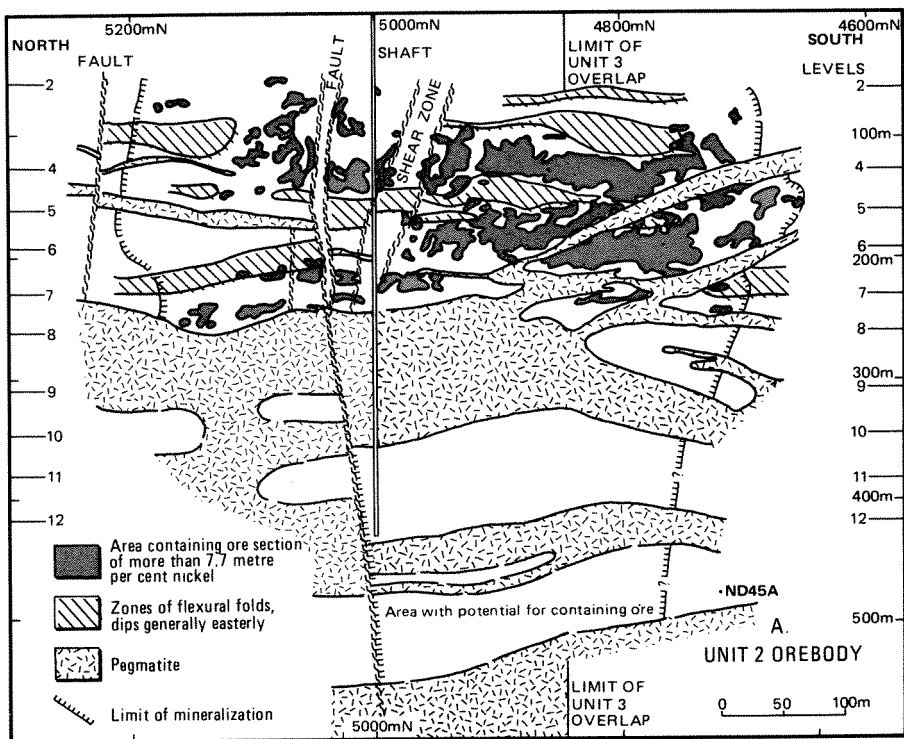 5200mN
5000mN
4800mN
4600mN
NORTH
FAULT
FAULT
SHAFT
SHEAR ZONE
LIMIT OF
UNIT 3
OVERLAP
SOUTH
LEVELS
2
2
100m
4
4
5
5
6
6
200m
7
7
8
8
300m
9
9
10
10
11
11
400m
12
12
Area containing ore section
of more than 7.7 metre
per cent nickel
Zones of flexural folds,
dips generally easterly
Pegmatite
Limit of mineralization
?
?
Area with potential for containing ore
ND45A
500m
A.
UNIT 2 OREBODY
LIMIT OF
UNIT 3
OVERLAP
0 50 100m
5000mN